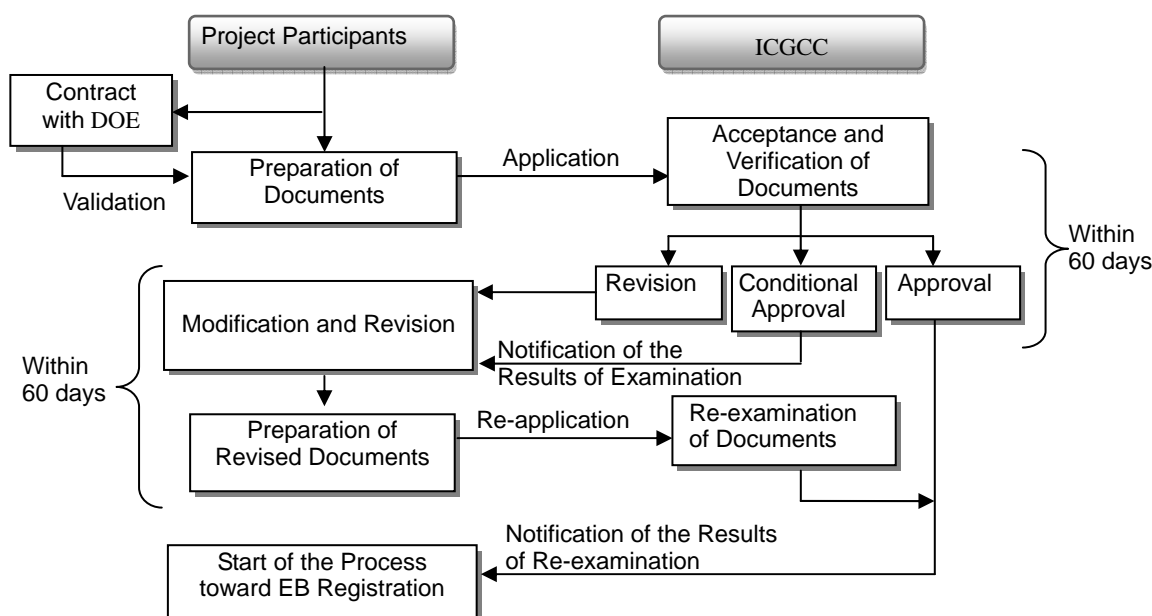 Project Participants
ICGCC
Contract
with DOE
Acceptance and
Verification of
Documents
Preparation of
Documents
Application
Validation
Within
60 days
Revision
Conditional
Approval
Approval
Modification and Revision
Notification of the
Results of Examination
Within
60 days
Preparation of
Revised Documents
Re-application
Re-examination
of Documents
Notification of the Results
of Re-examination
Start of the Process
toward EB Registration